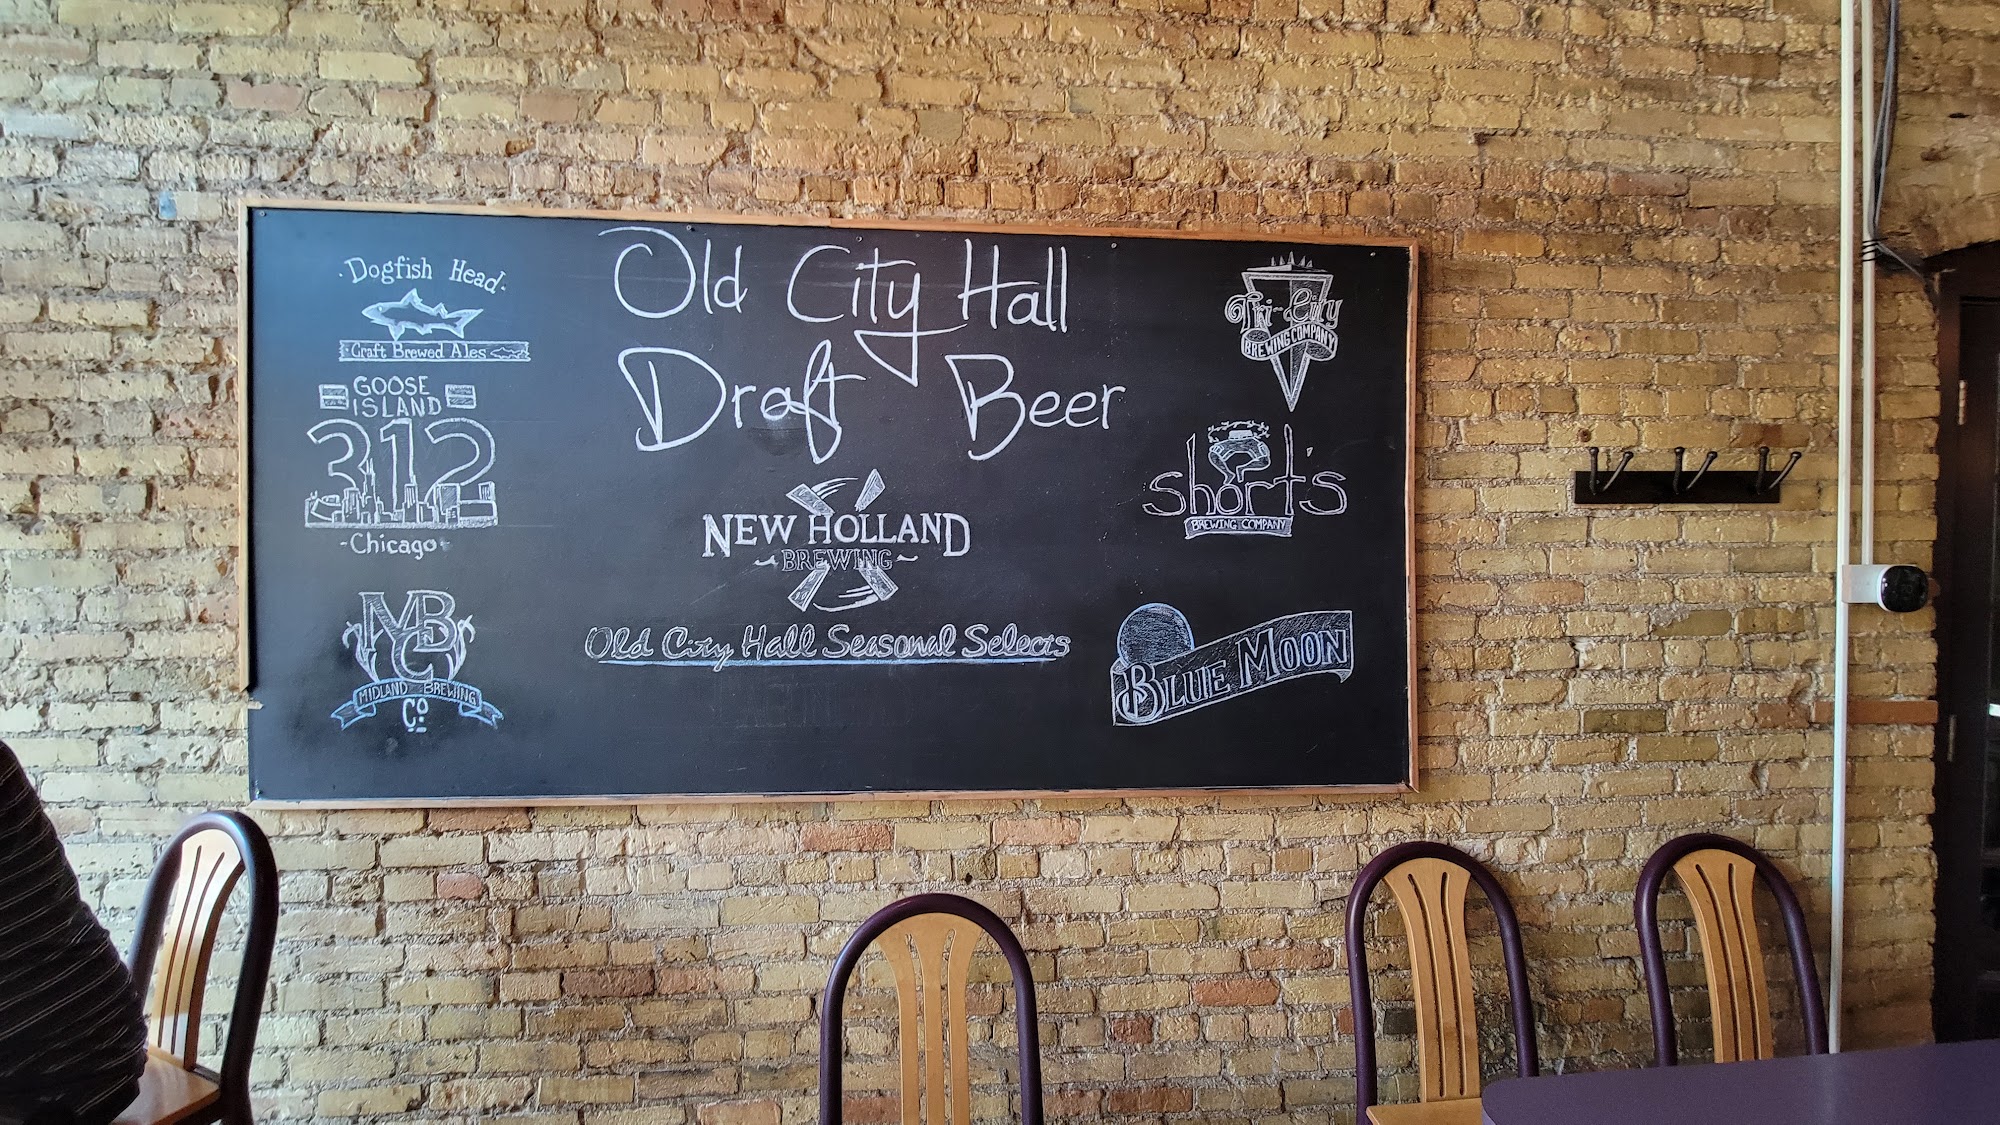 Old City Hall
Draft Beer
·Dogfish Head·
Craft Brewed Ales
GOOSE
ISLAND
312
-Chicago-
MBC
MIDLAND BREWING
Co.
NEW HOLLAND
BREWING
Old City Hall Seasonal Selects
Tri-City
BREWING COMPANY
short's
BREWING COMPANY
BLUE MOON